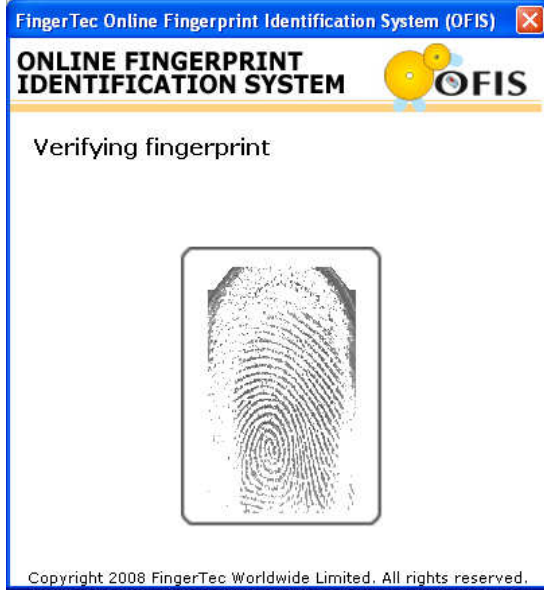 FingerTec Online Fingerprint Identification System (OFIS)
ONLINE FINGERPRINT
IDENTIFICATION SYSTEM
OFIS
Verifying fingerprint
Copyright 2008 FingerTec Worldwide Limited. All rights reserved.